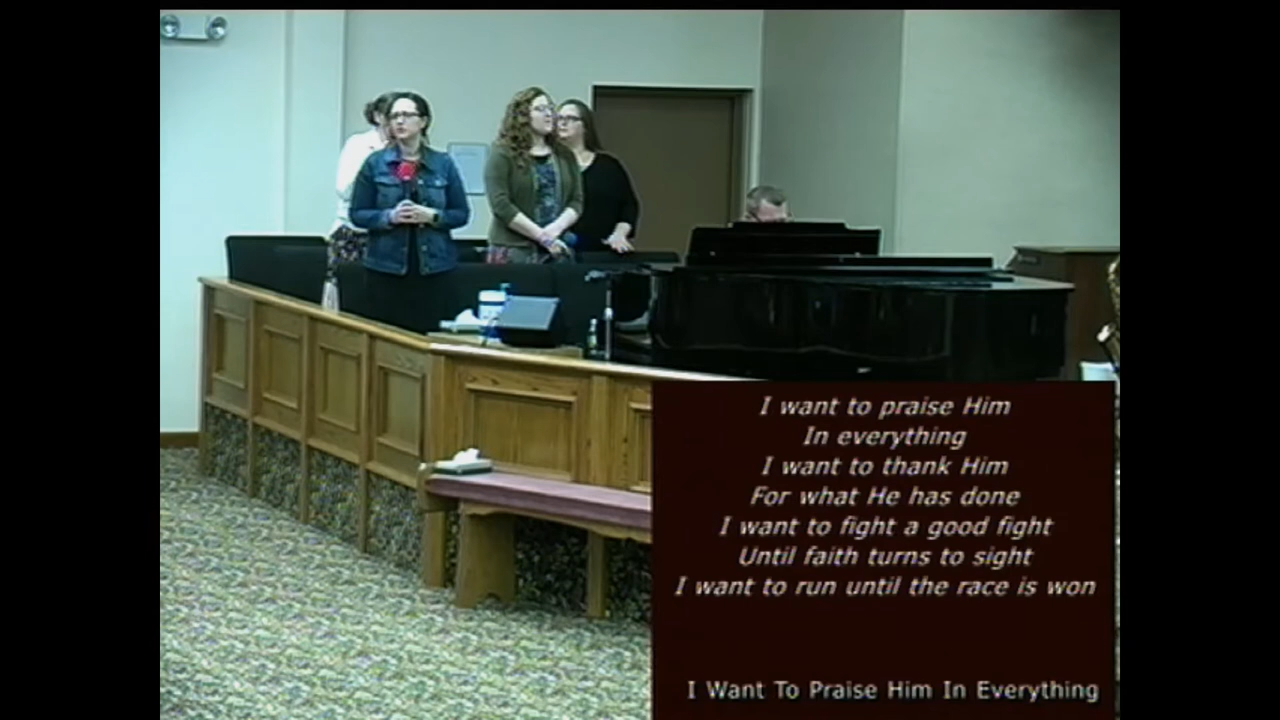 I want to praise Him
In everything
I want to thank Him
For what He has done
I want to fight a good fight
Until faith turns to sight
I want to run until the race is won
I Want To Praise Him In Everything